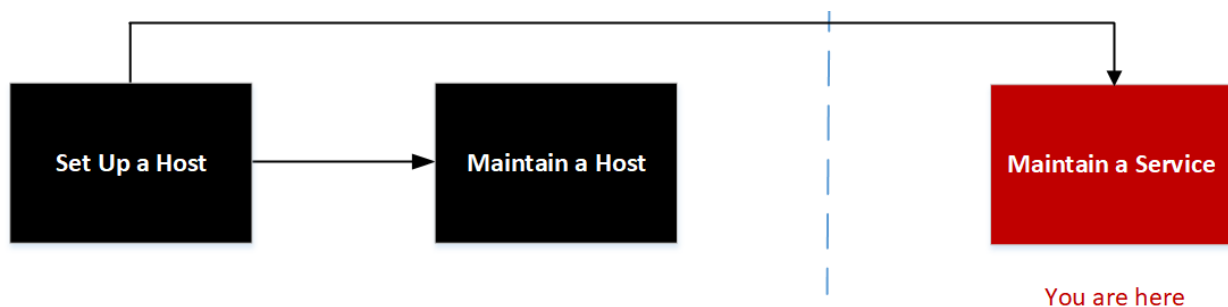 Set Up a Host
Maintain a Host
Maintain a Service
You are here